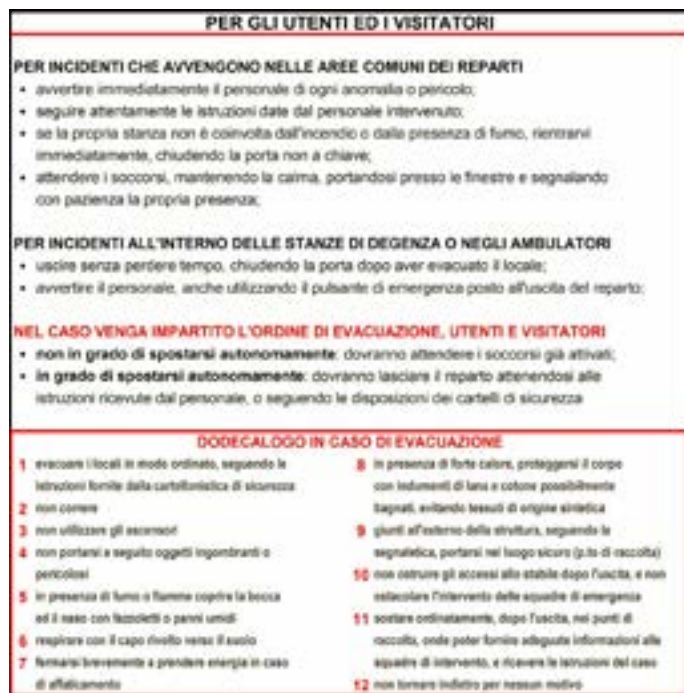 PER GLI UTENTI ED I VISITATORI
PER INCIDENTI CHE AVVENGONO NELLE AREE COMUNI DEI REPARTI
• avvertire immediatamente il personale di ogni anomalia o pericolo;
• seguire attentamente le istruzioni date dal personale intervenuto;
• se la propria stanza non è coinvolta dall'incendio o dalla presenza di fumo, rientrarvi
immediatamente, chiudendo la porta non a chiave;
• attendere i soccorsi, mantenendo la calma, portandosi presso le finestre e segnalando
con pazienza la propria presenza;
PER INCIDENTI ALL'INTERNO DELLE STANZE DI DEGENZA O NEGLI AMBULATORI
• uscire senza perdere tempo, chiudendo la porta dopo aver evacuato il locale;
• avvertire il personale, anche utilizzando il pulsante di emergenza posto all'uscita del reparto;
NEL CASO VENGA IMPARTITO L'ORDINE DI EVACUAZIONE, UTENTI E VISITATORI
• non in grado di spostarsi autonomamente: dovranno attendere i soccorsi già attivati;
• in grado di spostarsi autonomamente: dovranno lasciare il reparto attenendosi alle
istruzioni ricevute dal personale, o seguendo le disposizioni dei cartelli di sicurezza
DODECALOGO IN CASO DI EVACUAZIONE
1 evacuare i locali in modo ordinato, seguendo le
istruzioni fornite dalla cartellonistica di sicurezza
2 non correre
3 non utilizzare gli ascensori
4 non portarsi a seguito oggetti ingombranti o
pericolosi
5 in presenza di fumo o fiamme coprire la bocca
ed il naso con fazzoletti o panni umidi
6 respirare con il capo rivolto verso il suolo
7 fermarsi brevemente a prendere energia in caso
di affaticamento
8 in presenza di forte calore, proteggersi il corpo
con indumenti di lana e cotone possibilmente
bagnati, evitando tessuti di origine sintetica
9 giunti all'esterno della struttura, seguendo la
segnaletica, portarsi nel luogo sicuro (p.to di raccolta)
10 non ostruire gli accessi allo stabile dopo l'uscita, e non
ostacolare l'intervento delle squadre di emergenza
11 sostare ordinatamente, dopo l'uscita, nei punti di
raccolta, onde poter fornire adeguate informazioni alle
squadre di intervento, e ricevere le istruzioni del caso
12 non tornare indietro per nessun motivo